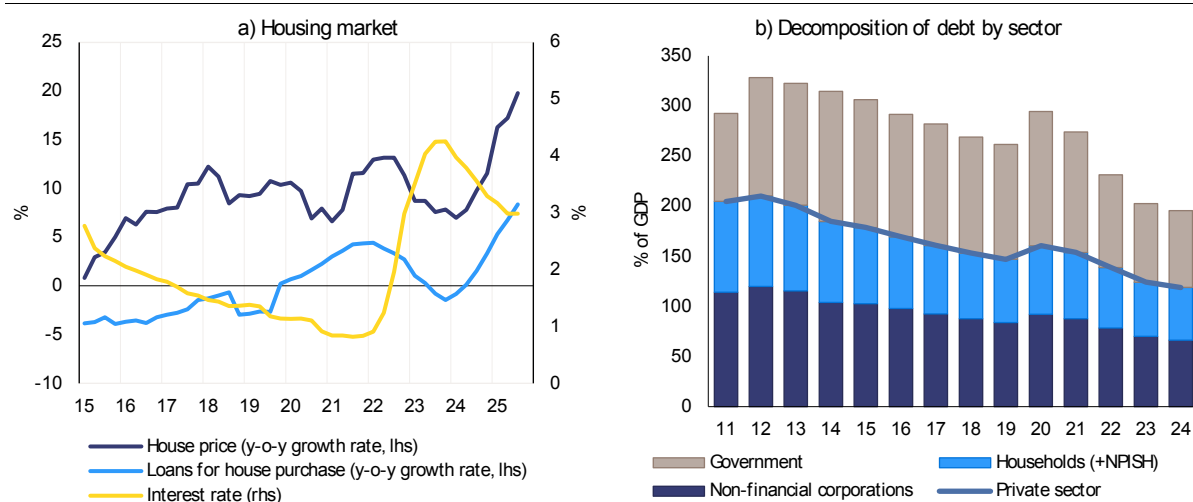 a) Housing market
25
20
15
10
5
0
-5
-10
%
6
5
4
3
2
1
0
%
15 16 17 18 19 20 21 22 23 24 25
House price (y-o-y growth rate, lhs)
Loans for house purchase (y-o-y growth rate, lhs)
Interest rate (rhs)
b) Decomposition of debt by sector
350
300
250
200
150
100
50
0
% of GDP
11 12 13 14 15 16 17 18 19 20 21 22 23 24
Government Households (+NPISH)
Non-financial corporations Private sector